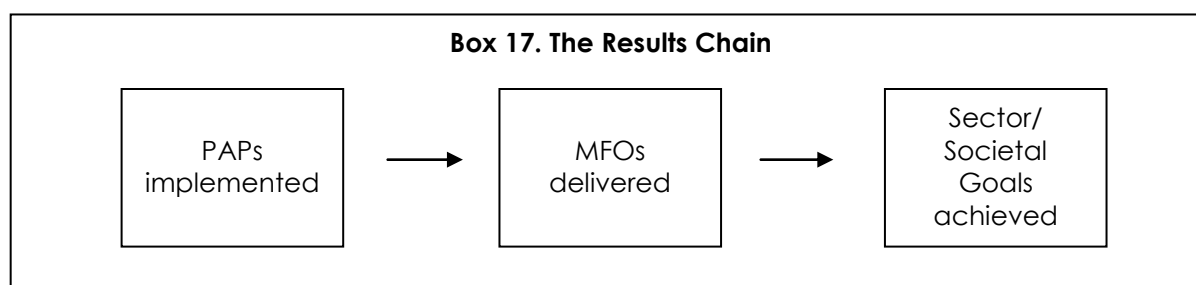 Box 17. The Results Chain
PAPs
implemented
MFOs
delivered
Sector/
Societal
Goals
achieved